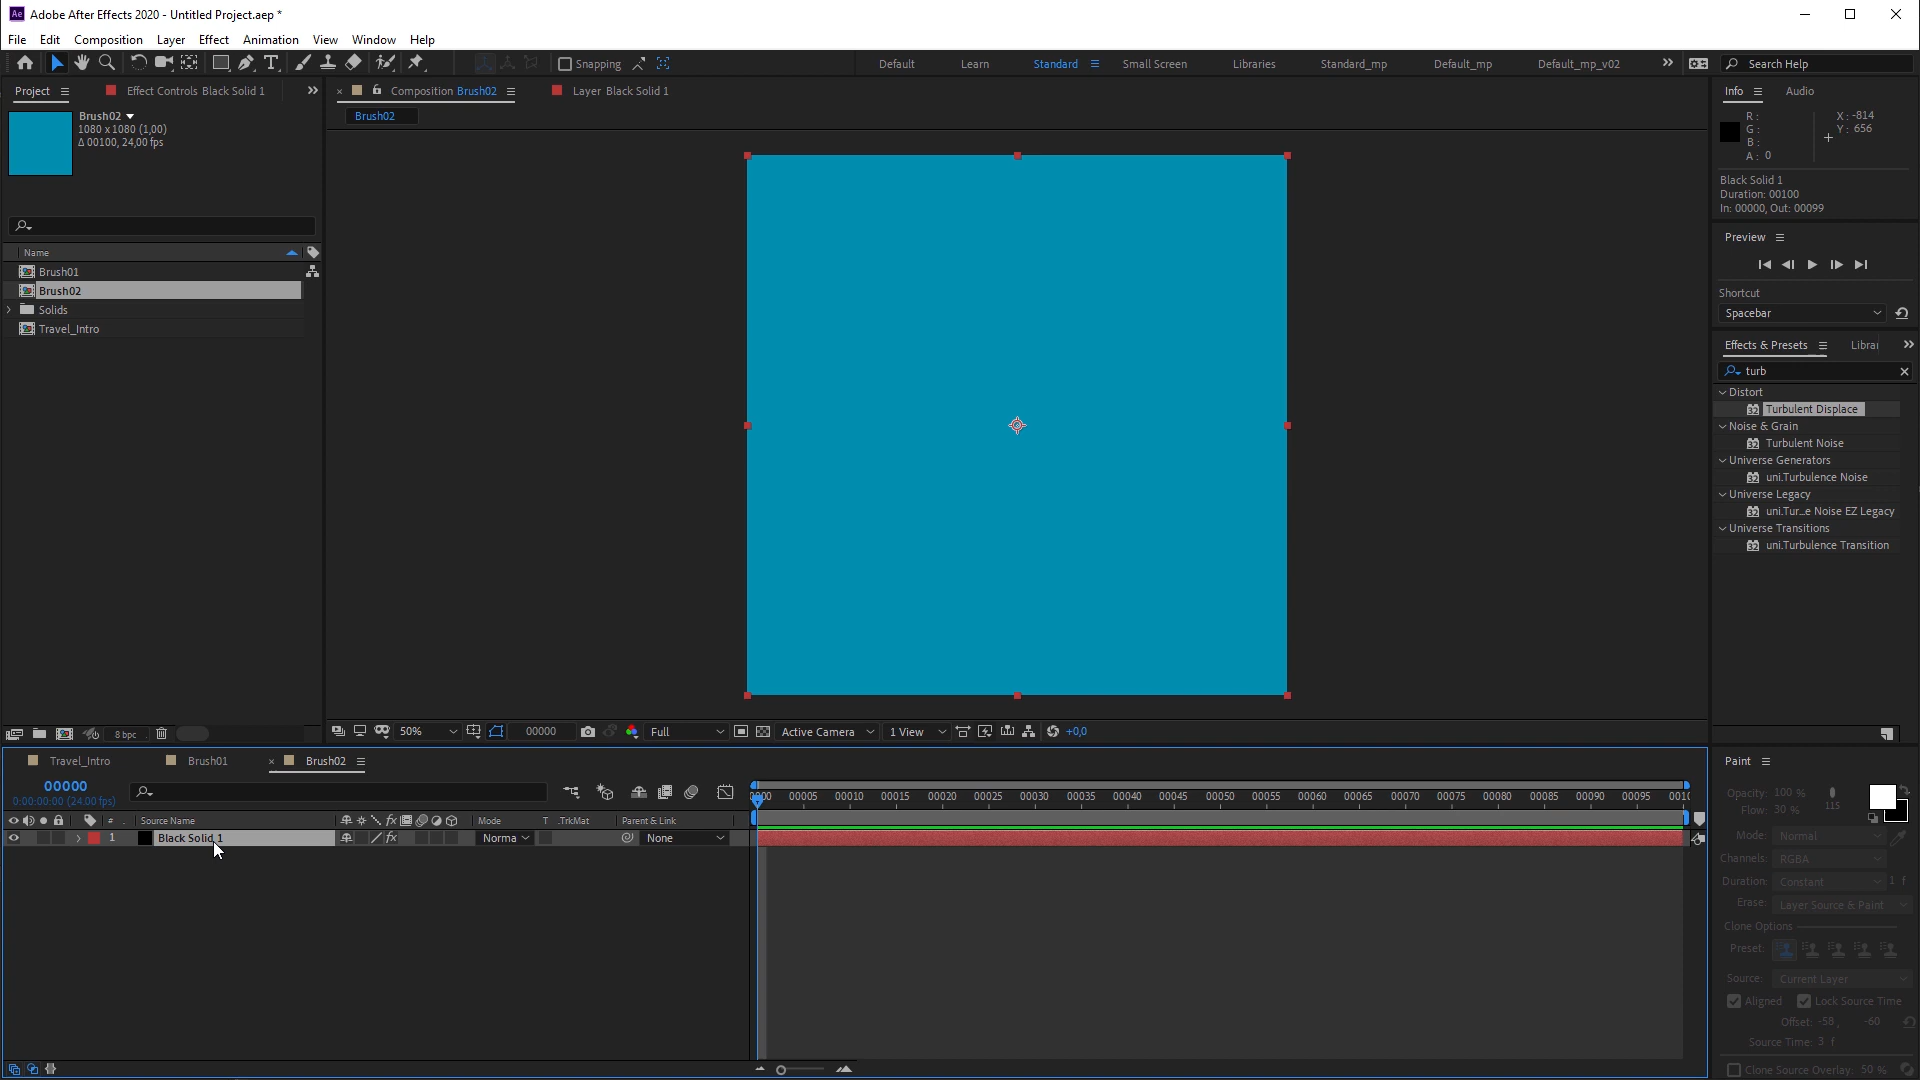 Ae Adobe After Effects 2020 - Untitled Project.aep *
File Edit Composition Layer Effect Animation View Window Help
Snapping Default Learn Standard Small Screen Libraries Standard_mp Default_mp Default_mp_v02 Search Help
Project Effect Controls Black Solid 1 Composition Brush02 Layer Black Solid 1 Info Audio
Brush02
1080 x 1080 (1,00)
Δ 00100, 24,00 fps
Brush02
R :
G :
B :
A : 0
X : -814
Y : 656
Black Solid 1
Duration: 00100
In: 00000, Out: 00099
Preview
Shortcut
Spacebar
Name
Brush01
Brush02
Solids
Travel_Intro
Effects & Presets Librar
turb
Distort
Turbulent Displace
Noise & Grain
Turbulent Noise
Universe Generators
uni.Turbulence Noise
Universe Legacy
uni.Tur...e Noise EZ Legacy
Universe Transitions
uni.Turbulence Transition
8 bpc 50% 00000 Full Active Camera 1 View +0,0
Travel_Intro Brush01 Brush02
00000
0:00:00:00 (24.00 fps)
00005 00010 00015 00020 00025 00030 00035 00040 00045 00050 00055 00060 00065 00070 00075 00080 00085 00090 00095
# Source Name fx Mode T .TrkMat Parent & Link
1 Black Solid 1 fx Norma None
Paint
Opacity: 100 %
Flow: 30 %
115
Mode: Normal
Channels: RGBA
Duration: Constant 1 f
Erase: Layer Source & Paint
Clone Options
Preset:
Source: Current Layer
Aligned Lock Source Time
Offset: -58 , -60
Source Time: 3 f
Clone Source Overlay: 50 %